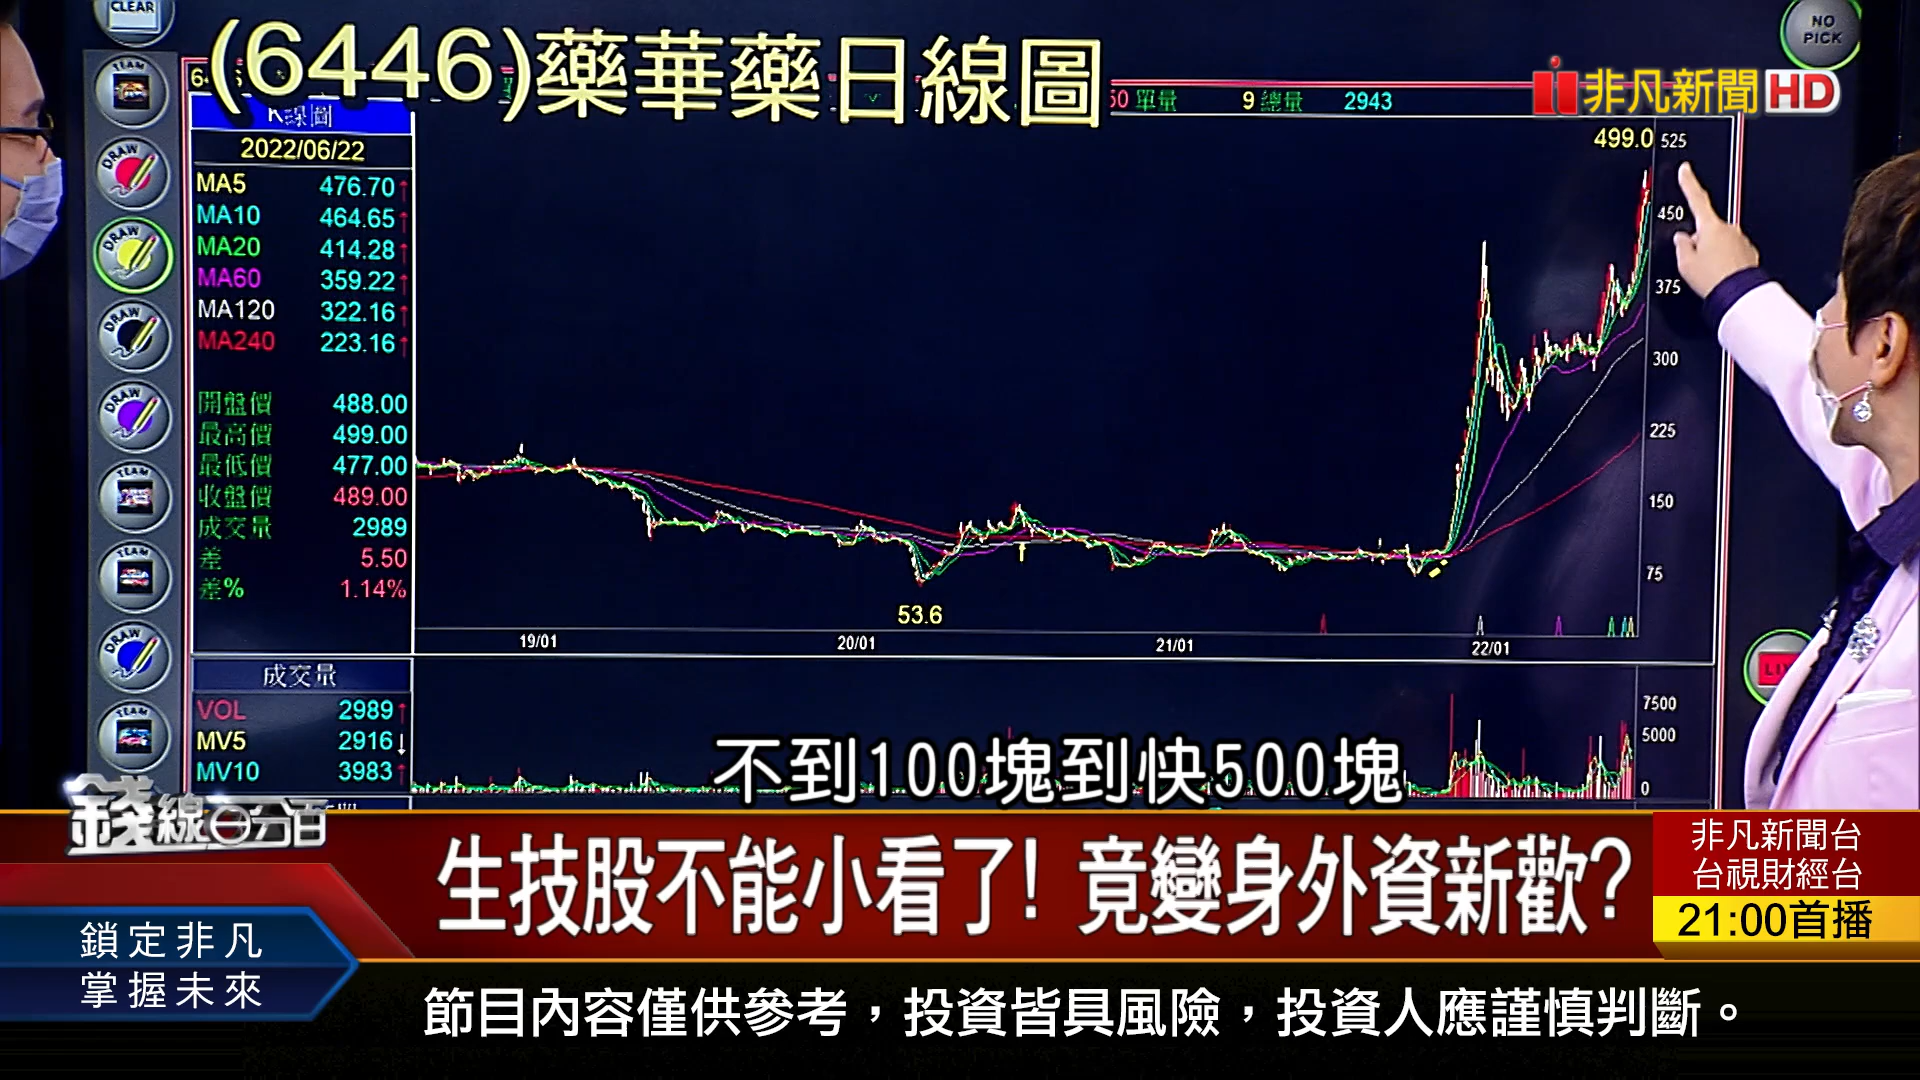 CLEAR
NO
PICK
(6446)藥華藥日線圖
單量 9 總量 2943
非凡新聞HD
K線圖
2022/06/22
MA5 476.70↑
MA10 464.65↑
MA20 414.28↑
MA60 359.22↑
MA120 322.16↑
MA240 223.16↑
開盤價 488.00
最高價 499.00
最低價 477.00
收盤價 489.00
成交量 2989
差 5.50
差% 1.14%
499.0
525
450
375
300
225
150
75
53.6
19/01 20/01 21/01 22/01
成交量
VOL 2989↑
MV5 2916↓
MV10 3983↑
7500
5000
0
TEAM
DRAW
DRAW
DRAW
DRAW
TEAM
TEAM
DRAW
TEAM
不到100塊到快500塊
錢線百分百
生技股不能小看了! 竟變身外資新歡?
非凡新聞台
台視財經台
21:00首播
鎖定非凡
掌握未來
節目內容僅供參考，投資皆具風險，投資人應謹慎判斷。